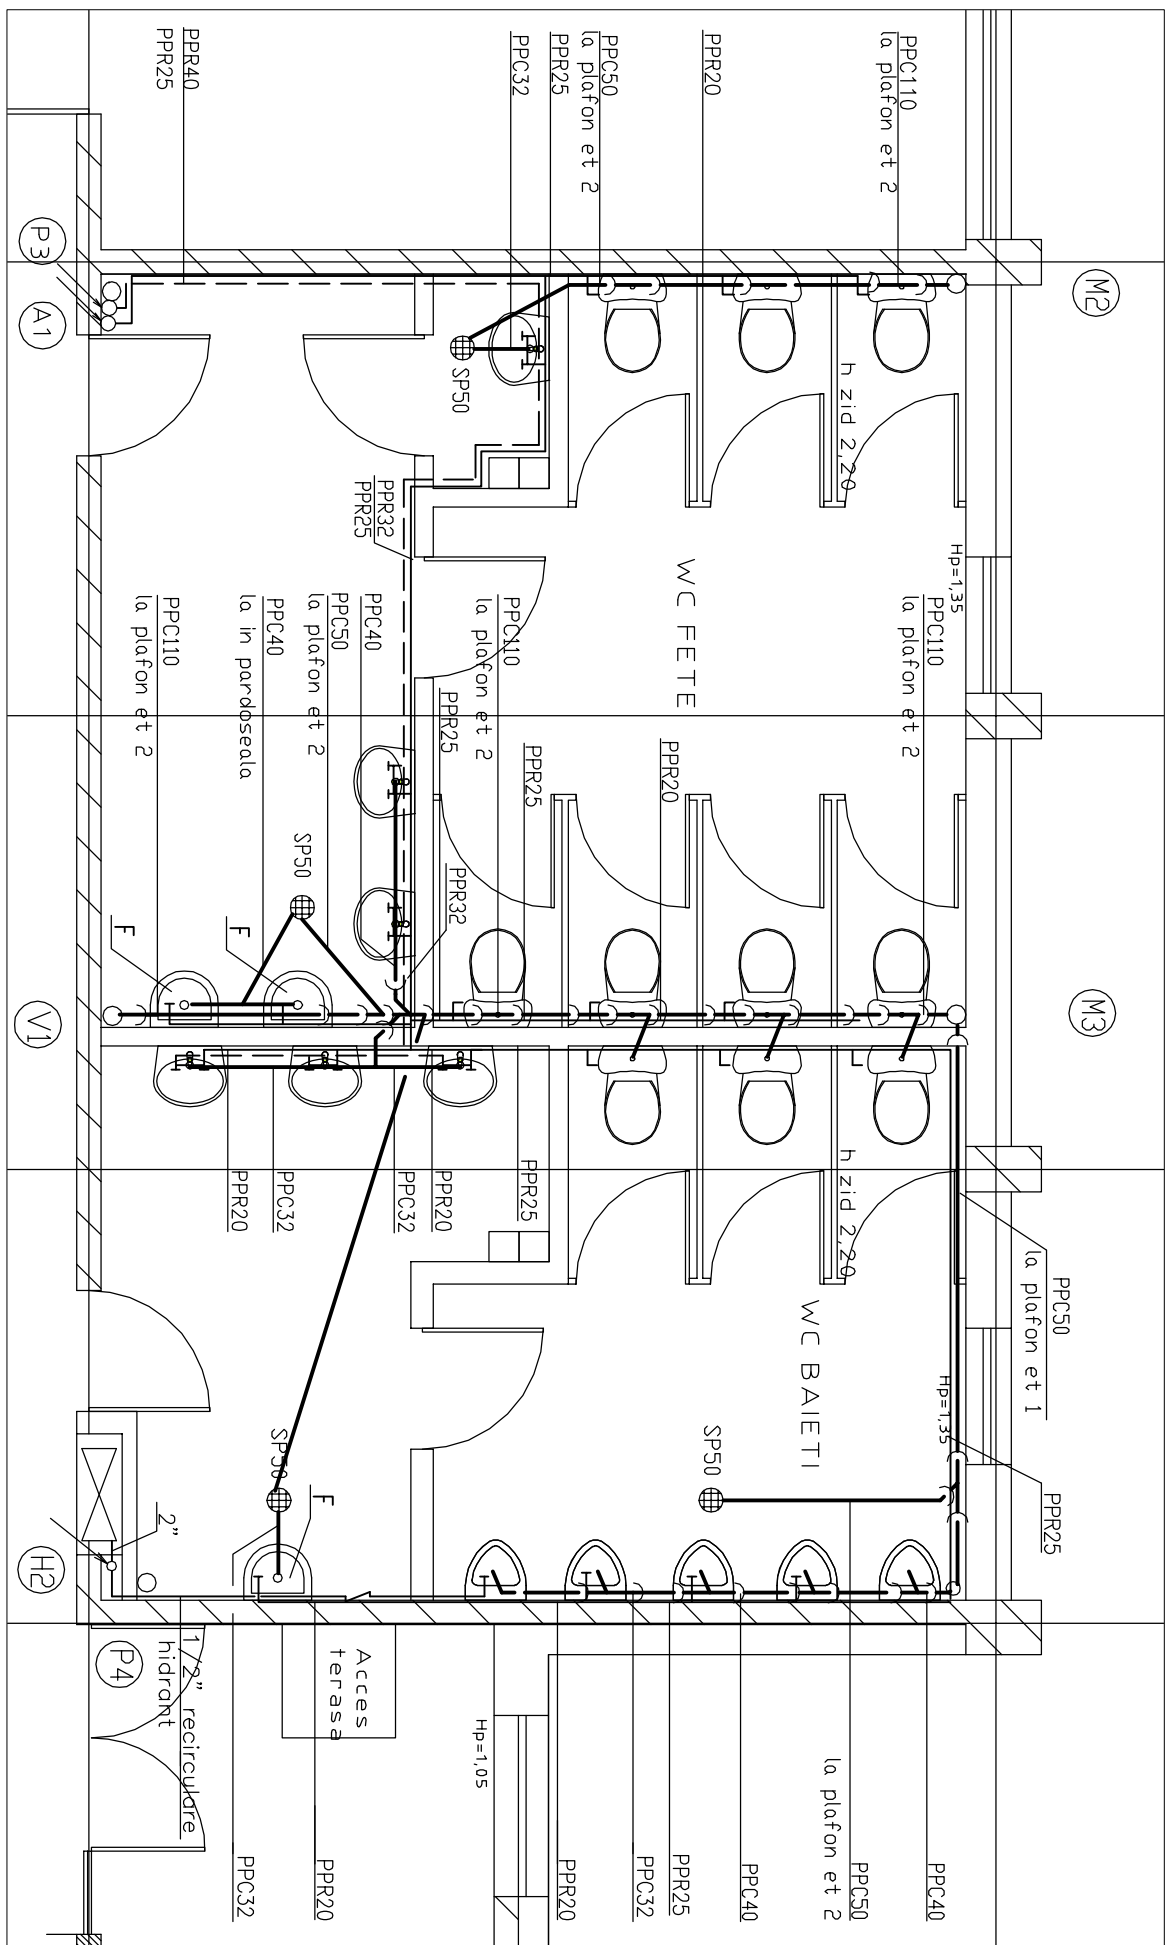 PPR40
PPR25
PPC32
PPR25
PPC50
la plafon et 2
PPR20
PPC110
la plafon et 2
P3
A1
M2
SP50
h zid 2,20
PPR32
PPR25
WC FETE
Hp=1,35
PPC110
la plafon et 2
PPC40
la in pardoseala
PPC50
la plafon et 2
PPC40
PPC110
la plafon et 2
PPR25
PPR25
PPR20
PPC110
la plafon et 2
SP50
PPR32
F
F
V1
M3
PPR20
PPC32
PPC32
PPR20
PPR25
h zid 2,20
PPC50
la plafon et 1
WC BAIETI
Hp=1,35
SP50
SP50
F
PPR25
2"
H2
P4
1/2" recirculare
hidrant
Acces
terasa
Hp=1,05
PPC32
PPR20
PPR20
PPC32
PPR25
PPC40
PPC50
la plafon et 2
PPC40